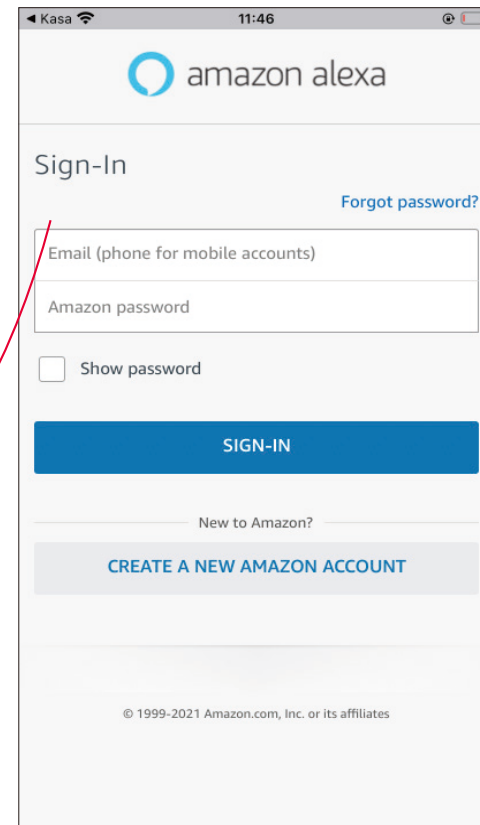 ◀ Kasa 11:46
amazon alexa
Sign-In
Forgot password?
Email (phone for mobile accounts)
Amazon password
Show password
SIGN-IN
New to Amazon?
CREATE A NEW AMAZON ACCOUNT
© 1999-2021 Amazon.com, Inc. or its affiliates